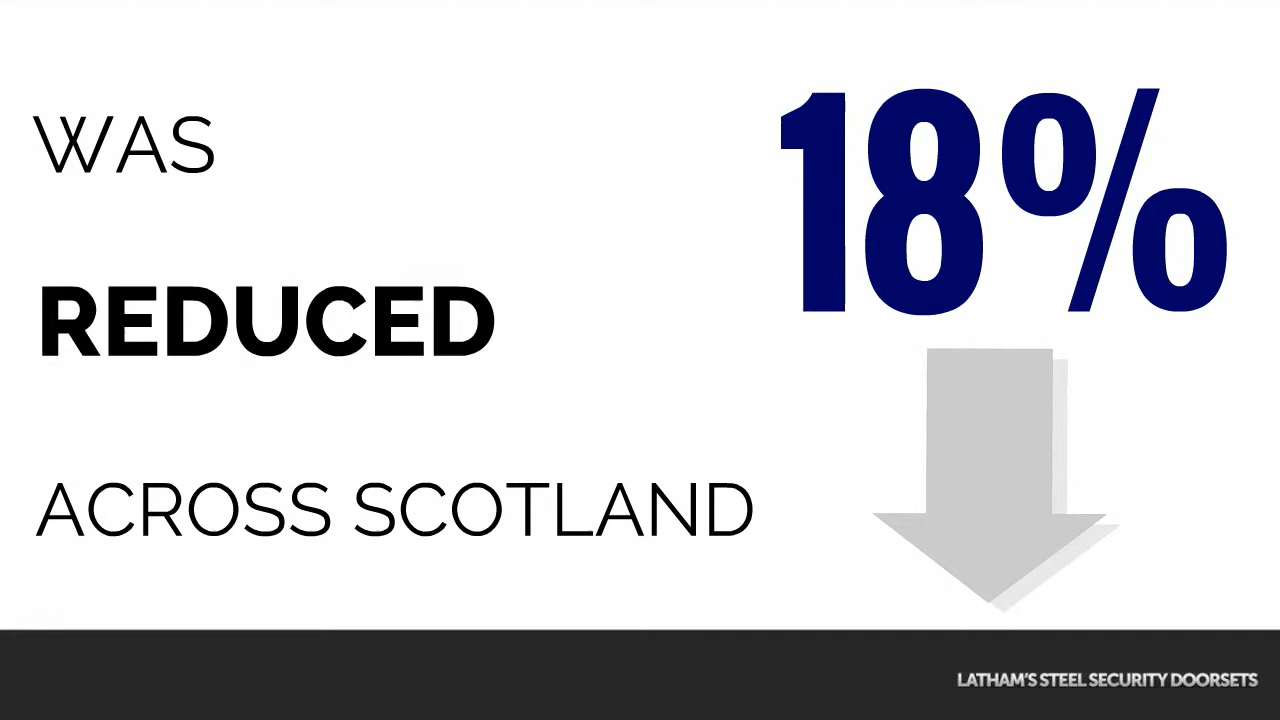 WAS
18%
REDUCED
ACROSS SCOTLAND
LATHAM'S STEEL SECURITY DOORSETS